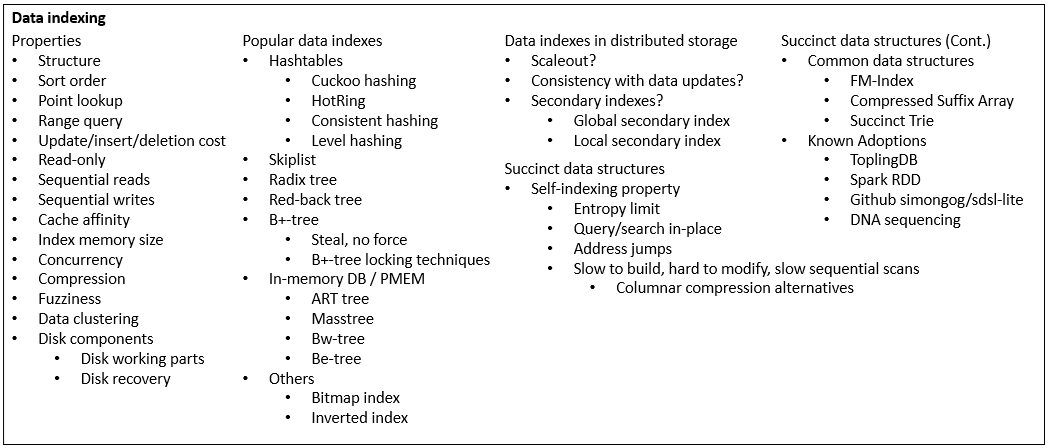 Data indexing
Properties
• Structure
• Sort order
• Point lookup
• Range query
• Update/insert/deletion cost
• Read-only
• Sequential reads
• Sequential writes
• Cache affinity
• Index memory size
• Concurrency
• Compression
• Fuzziness
• Data clustering
• Disk components
• Disk working parts
• Disk recovery
Popular data indexes
• Hashtables
• Cuckoo hashing
• HotRing
• Consistent hashing
• Level hashing
• Skiplist
• Radix tree
• Red-back tree
• B+-tree
• Steal, no force
• B+-tree locking techniques
• In-memory DB / PMEM
• ART tree
• Masstree
• Bw-tree
• Be-tree
• Others
• Bitmap index
• Inverted index
Data indexes in distributed storage
• Scaleout?
• Consistency with data updates?
• Secondary indexes?
• Global secondary index
• Local secondary index
Succinct data structures
• Self-indexing property
• Entropy limit
• Query/search in-place
• Address jumps
• Slow to build, hard to modify, slow sequential scans
• Columnar compression alternatives
Succinct data structures (Cont.)
• Common data structures
• FM-Index
• Compressed Suffix Array
• Succinct Trie
• Known Adoptions
• ToplingDB
• Spark RDD
• Github simongog/sdsl-lite
• DNA sequencing